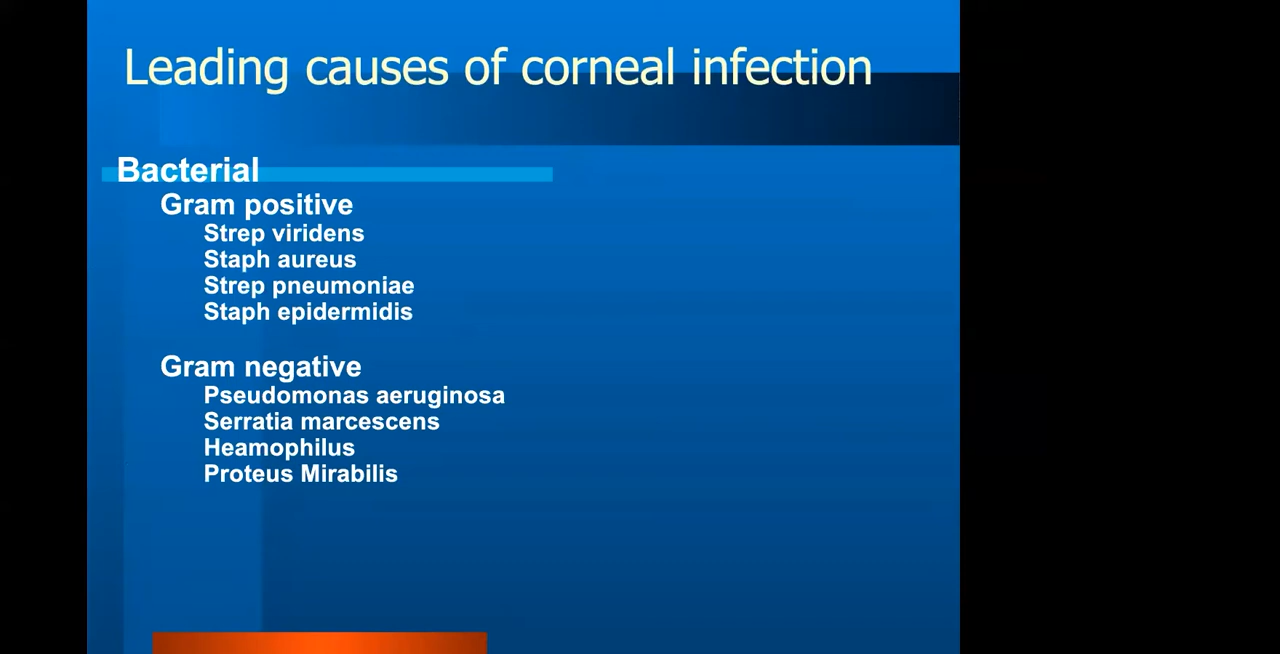 Leading causes of corneal infection
Bacterial
Gram positive
Strep viridens
Staph aureus
Strep pneumoniae
Staph epidermidis
Gram negative
Pseudomonas aeruginosa
Serratia marcescens
Heamophilus
Proteus Mirabilis